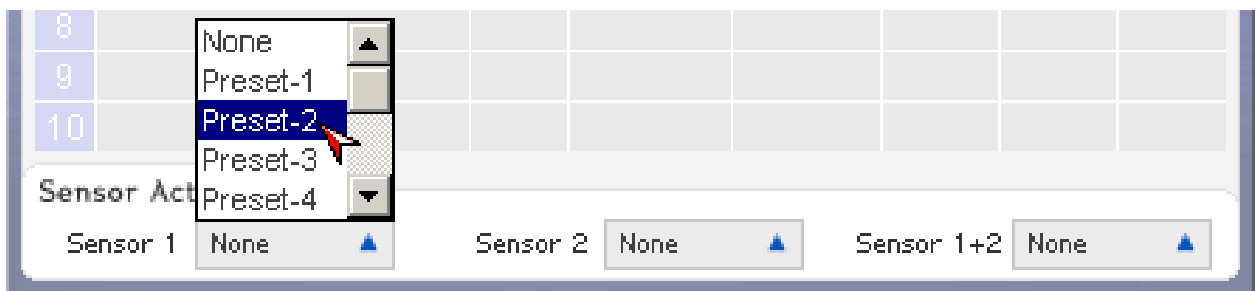 8
None
9
Preset-1
10
Preset-2
Preset-3
Sensor Act
Preset-4
Sensor 1 None Sensor 2 None Sensor 1+2 None